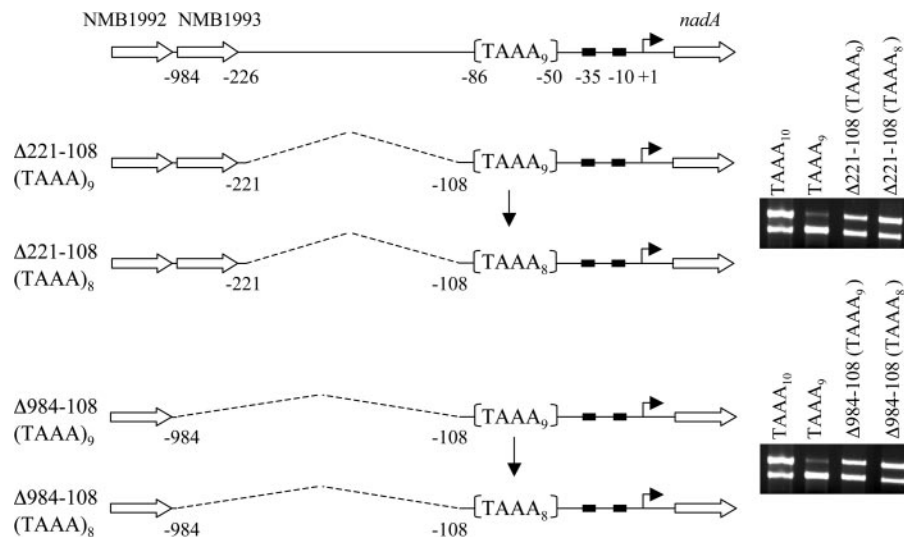 NMB1992 NMB1993 nadA
[TAAA₉]
-984 -226 -86 -50 -35 -10 +1
Δ221-108
(TAAA)₉
[TAAA₉]
-221 -108
Δ221-108
(TAAA)₈
[TAAA₈]
-221 -108
TAAA₁₀
TAAA₉
Δ221-108 (TAAA₉)
Δ221-108 (TAAA₈)
Δ984-108
(TAAA)₉
[TAAA₉]
-984 -108
Δ984-108
(TAAA)₈
[TAAA₈]
-984 -108
TAAA₁₀
TAAA₉
Δ984-108 (TAAA₉)
Δ984-108 (TAAA₈)